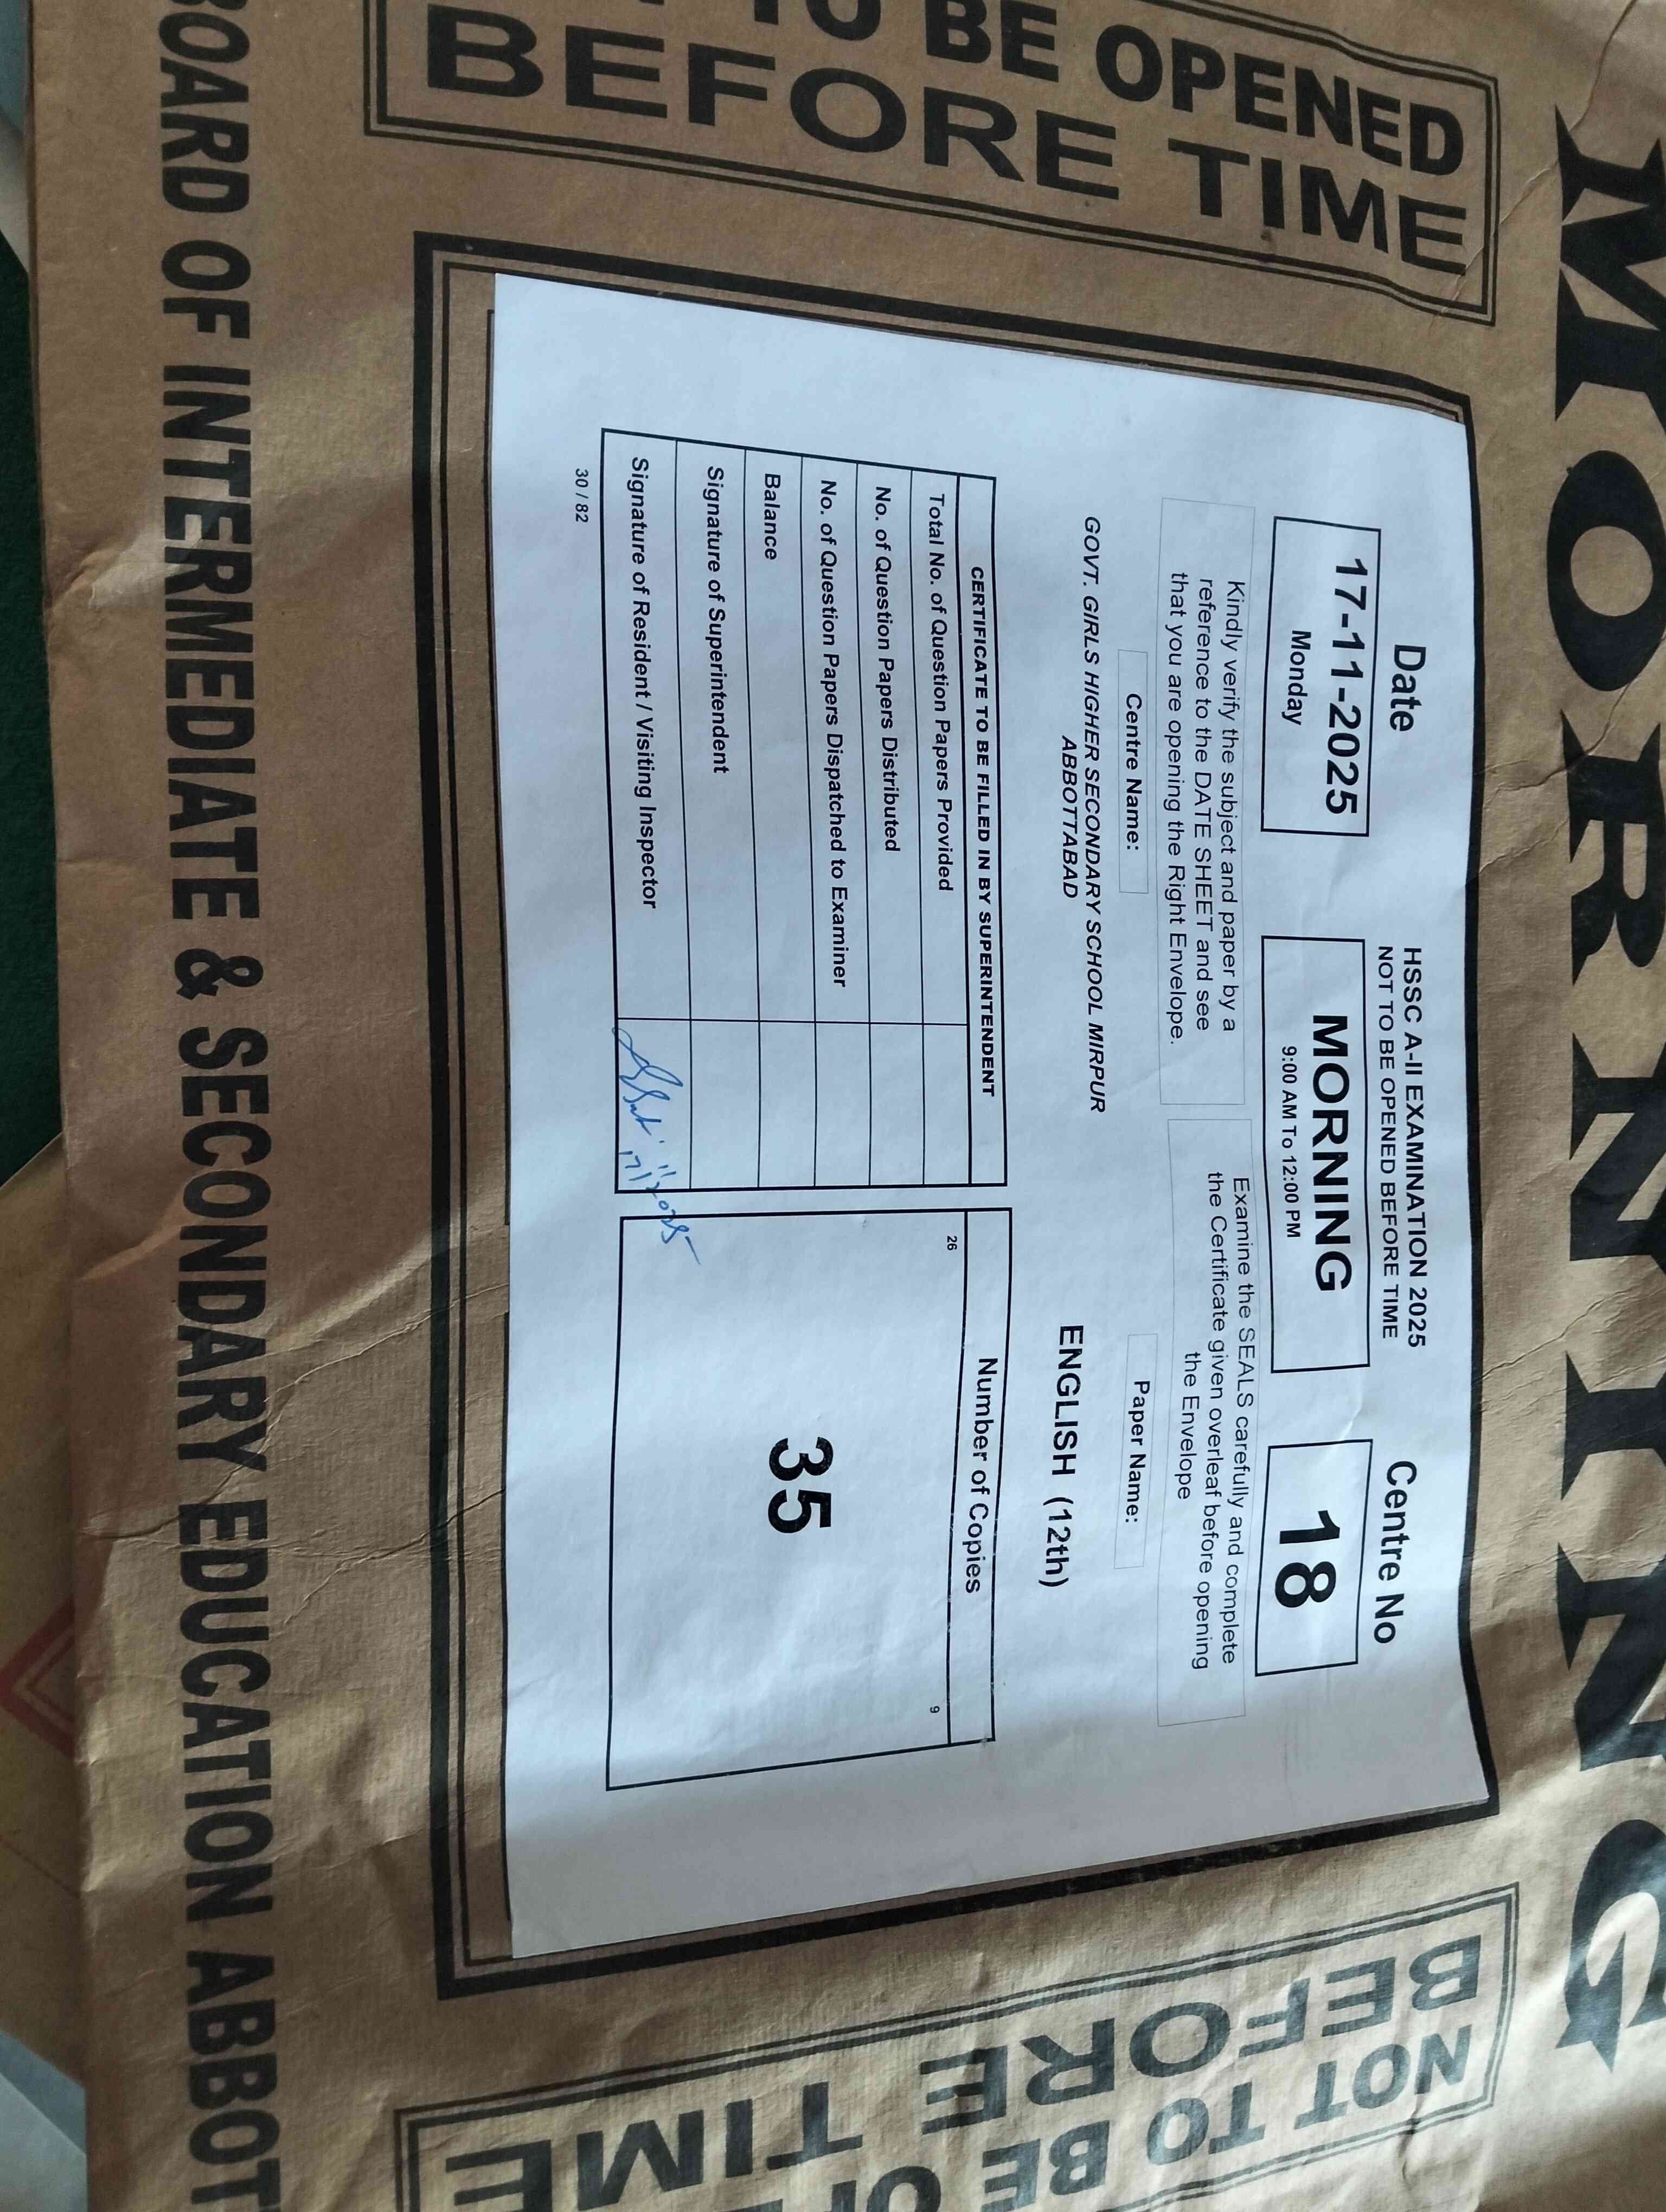 MORNING
TO BE OPENED
BEFORE TIME
Date
HSSC A-II EXAMINATION 2025
NOT TO BE OPENED BEFORE TIME
Centre No
17-11-2025
Monday
MORNING
9:00 AM To 12:00 PM
18
Kindly verify the subject and paper by a
reference to the DATE SHEET and see
that you are opening the Right Envelope.
Examine the SEALS carefully and complete
the Certificate given overleaf before opening
the Envelope
Centre Name:
Paper Name:
GOVT. GIRLS HIGHER SECONDARY SCHOOL MIRPUR
ABBOTTABAD
ENGLISH (12th)
CERTIFICATE TO BE FILLED IN BY SUPERINTENDENT
Total No. of Question Papers Provided
No. of Question Papers Distributed
No. of Question Papers Dispatched to Examiner
Balance
Signature of Superintendent
Signature of Resident / Visiting Inspector
30 / 82
Number of Copies
26
9
35
NOT TO BE
BEFORE TIME
BOARD OF INTERMEDIATE & SECONDARY EDUCATION ABBOT